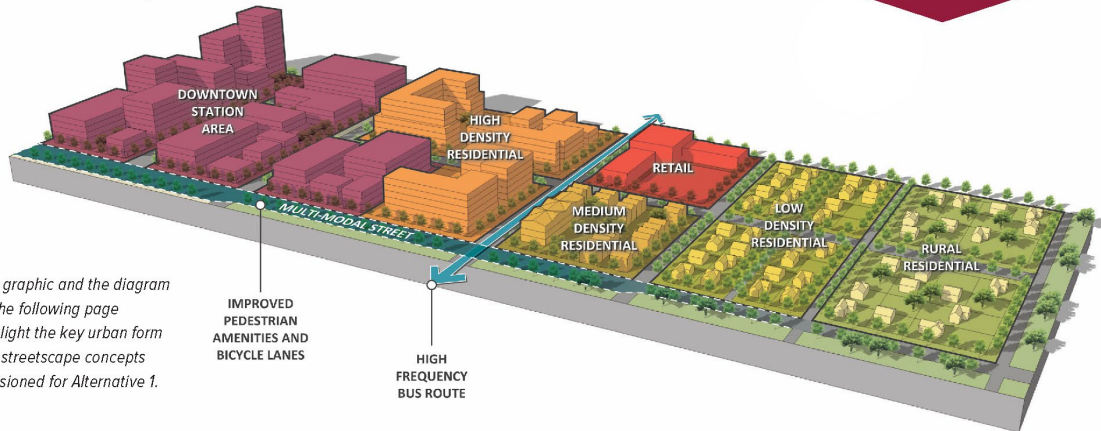 DOWNTOWN
STATION
AREA
HIGH
DENSITY
RESIDENTIAL
RETAIL
MEDIUM
DENSITY
RESIDENTIAL
LOW
DENSITY
RESIDENTIAL
RURAL
RESIDENTIAL
MULTI-MODAL STREET
graphic and the diagram
he following page
light the key urban form
streetscape concepts
sioned for Alternative 1.
IMPROVED
PEDESTRIAN
AMENITIES AND
BICYCLE LANES
HIGH
FREQUENCY
BUS ROUTE